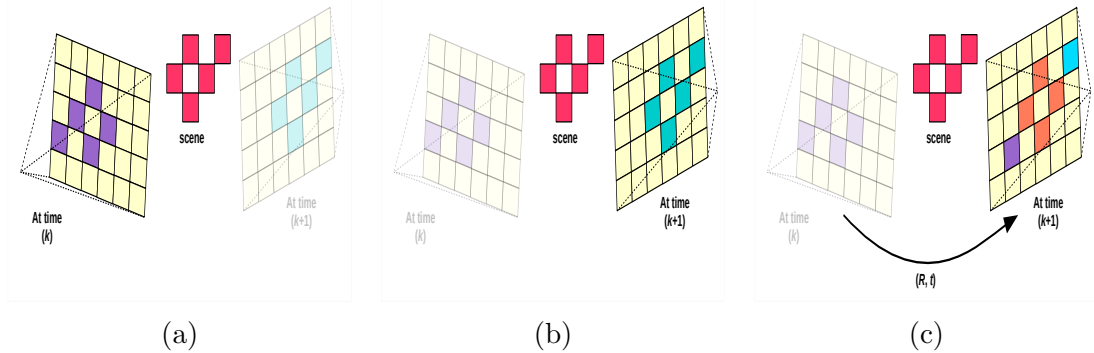 scene
At time
(k)
At time
(k+1)
(a)
scene
At time
(k)
At time
(k+1)
(b)
scene
At time
(k)
At time
(k+1)
(R, t)
(c)